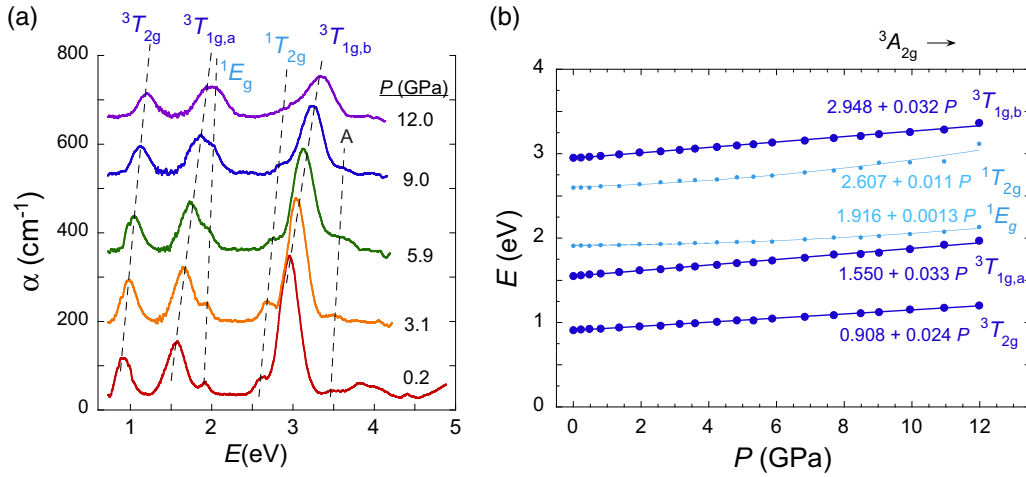 (a)
³T₂g
³T₁g,a
¹Eg
¹T₂g
³T₁g,b
800
600
400
200
0
α (cm⁻¹)
P (GPa)
12.0
9.0
5.9
3.1
0.2
A
1 2 3 4 5
E(eV)
(b)
³A₂g →
4
3
2
1
0
E (eV)
2.948 + 0.032 P ³T₁g,b
2.607 + 0.011 P ¹T₂g
1.916 + 0.0013 P ¹Eg
1.550 + 0.033 P ³T₁g,a
0.908 + 0.024 P ³T₂g
0 2 4 6 8 10 12
P (GPa)